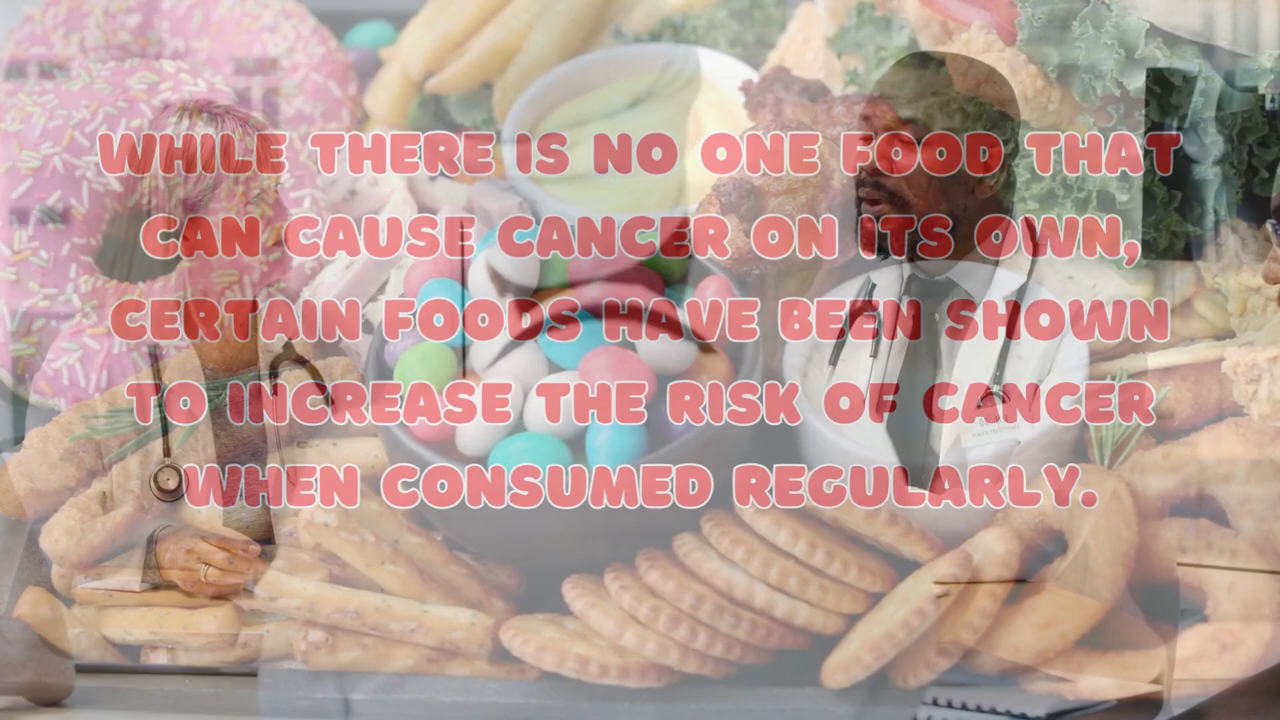 WHILE THERE IS NO ONE FOOD THAT
CAN CAUSE CANCER ON ITS OWN,
CERTAIN FOODS HAVE BEEN SHOWN
TO INCREASE THE RISK OF CANCER
WHEN CONSUMED REGULARLY.